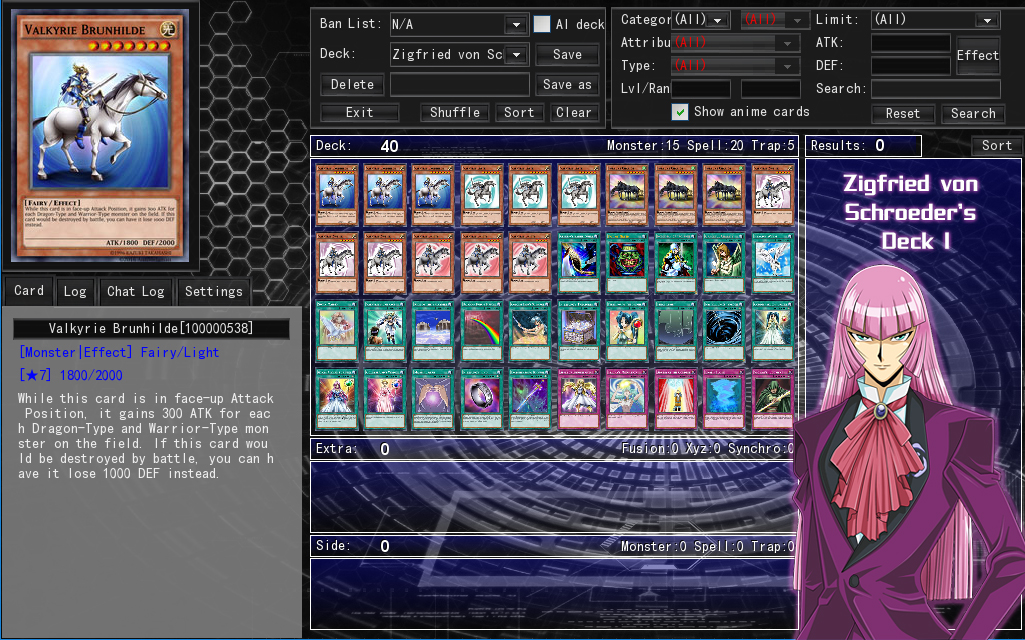 VALKYRIE BRUNHILDE
[FAIRY / EFFECT]
While this card is in face-up Attack Position, it gains 300 ATK for
each Dragon-Type and Warrior-Type monster on the field. If this
card would be destroyed by battle, you can have it lose 1000 DEF
instead.
ATK/1800 DEF/2000
Ban List:
N/A
AI deck
Deck:
Zigfried von Sc
Save
Delete
Save as
Exit
Shuffle
Sort
Clear
Categor
(All)
(All)
Limit:
(All)
Attribu
(All)
ATK:
Effect
Type:
(All)
DEF:
Lvl/Ran
Search:
Show anime cards
Reset
Search
Deck:
40
Monster:15 Spell:20 Trap:5
Results:
0
Sort
Zigfried von
Schroeder's
Deck 1
Card
Log
Chat Log
Settings
Valkyrie Brunhilde[100000538]
[Monster|Effect] Fairy/Light
[★7] 1800/2000
While this card is in face-up Attack
Position, it gains 300 ATK for eac
h Dragon-Type and Warrior-Type mon
ster on the field. If this card wou
ld be destroyed by battle, you can h
ave it lose 1000 DEF instead.
Extra:
0
Fusion:0 Xyz:0 Synchro:0
Side:
0
Monster:0 Spell:0 Trap:0